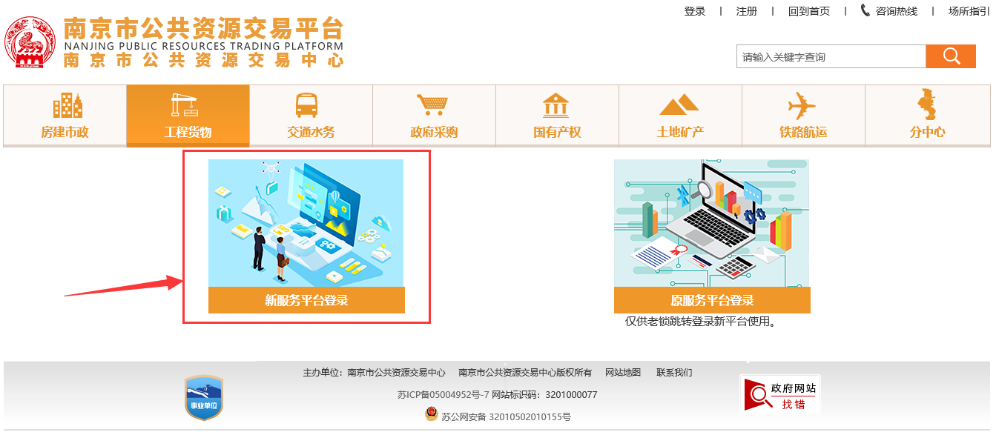 登录 | 注册 | 回到首页 | 咨询热线 | 场所指引
南京市公共资源交易平台
NANJING PUBLIC RESOURCES TRADING PLATFORM
南京市公共资源交易中心
NANJING
请输入关键字查询
房建市政 工程货物 交通水务 政府采购 国有产权 土地矿产 铁路航运 分中心
SEO
新服务平台登录
原服务平台登录
仅供老锁跳转登录新平台使用。
主办单位：南京市公共资源交易中心 南京市公共资源交易中心版权所有 网站地图 联系我们
苏ICP备05004952号-7 网站标识码：3201000077
苏公网安备 32010502010155号
事业单位
政府网站
找错